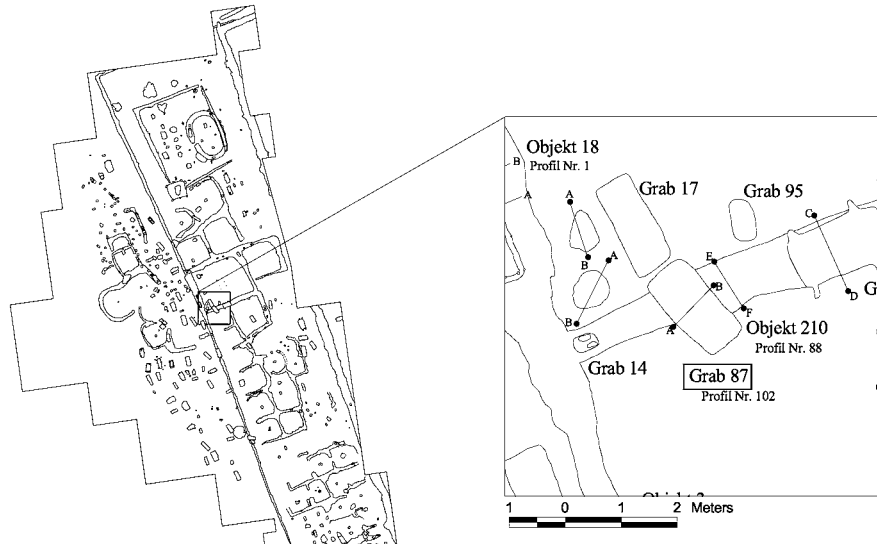 Objekt 18
Profil Nr. 1
B
A
A
Grab 17
Grab 95
B
A
C
E
B
B
D
G
F
A
Objekt 210
Profil Nr. 88
Grab 14
Grab 87
Profil Nr. 102
1 0 1 2 Meters